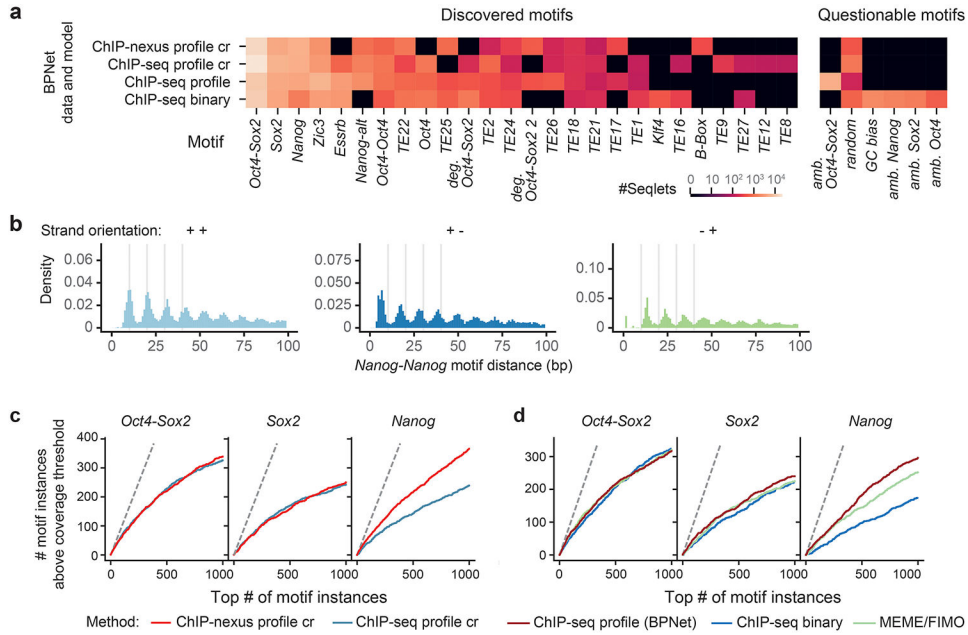 a
Discovered motifs
Questionable motifs
BPNet
data and model
ChIP-nexus profile cr
ChIP-seq profile cr
ChIP-seq profile
ChIP-seq binary
Motif
Oct4-Sox2
Sox2
Nanog
Zic3
Essrb
Nanog-alt
Oct4-Oct4
TE22
Oct4
TE25
deg.
Oct4-Sox2
TE2
TE24
deg.
Oct4-Sox2 2
TE26
TE18
TE21
TE17
TE1
Klf4
TE16
B-Box
TE9
TE27
TE12
TE8
amb.
Oct4-Sox2
random
GC bias
amb. Nanog
amb. Sox2
amb. Oct4
#Seqlets
0 10² 10³ 10⁴
b
Strand orientation: + +
+ -
- +
Density
0.06
0.04
0.02
0.00
0 25 50 75 100
0.075
0.050
0.025
0.000
0 25 50 75 100
0.10
0.05
0.00
0 25 50 75 100
Nanog-Nanog motif distance (bp)
c
Oct4-Sox2 Sox2 Nanog
# motif instances
above coverage threshold
400
300
200
100
0
0 500 1000 500 1000 500 1000
Top # of motif instances
d
Oct4-Sox2 Sox2 Nanog
300
200
100
0
0 500 1000 500 1000 500 1000
Top # of motif instances
Method: ChIP-nexus profile cr ChIP-seq profile cr ChIP-seq profile (BPNet) ChIP-seq binary MEME/FIMO